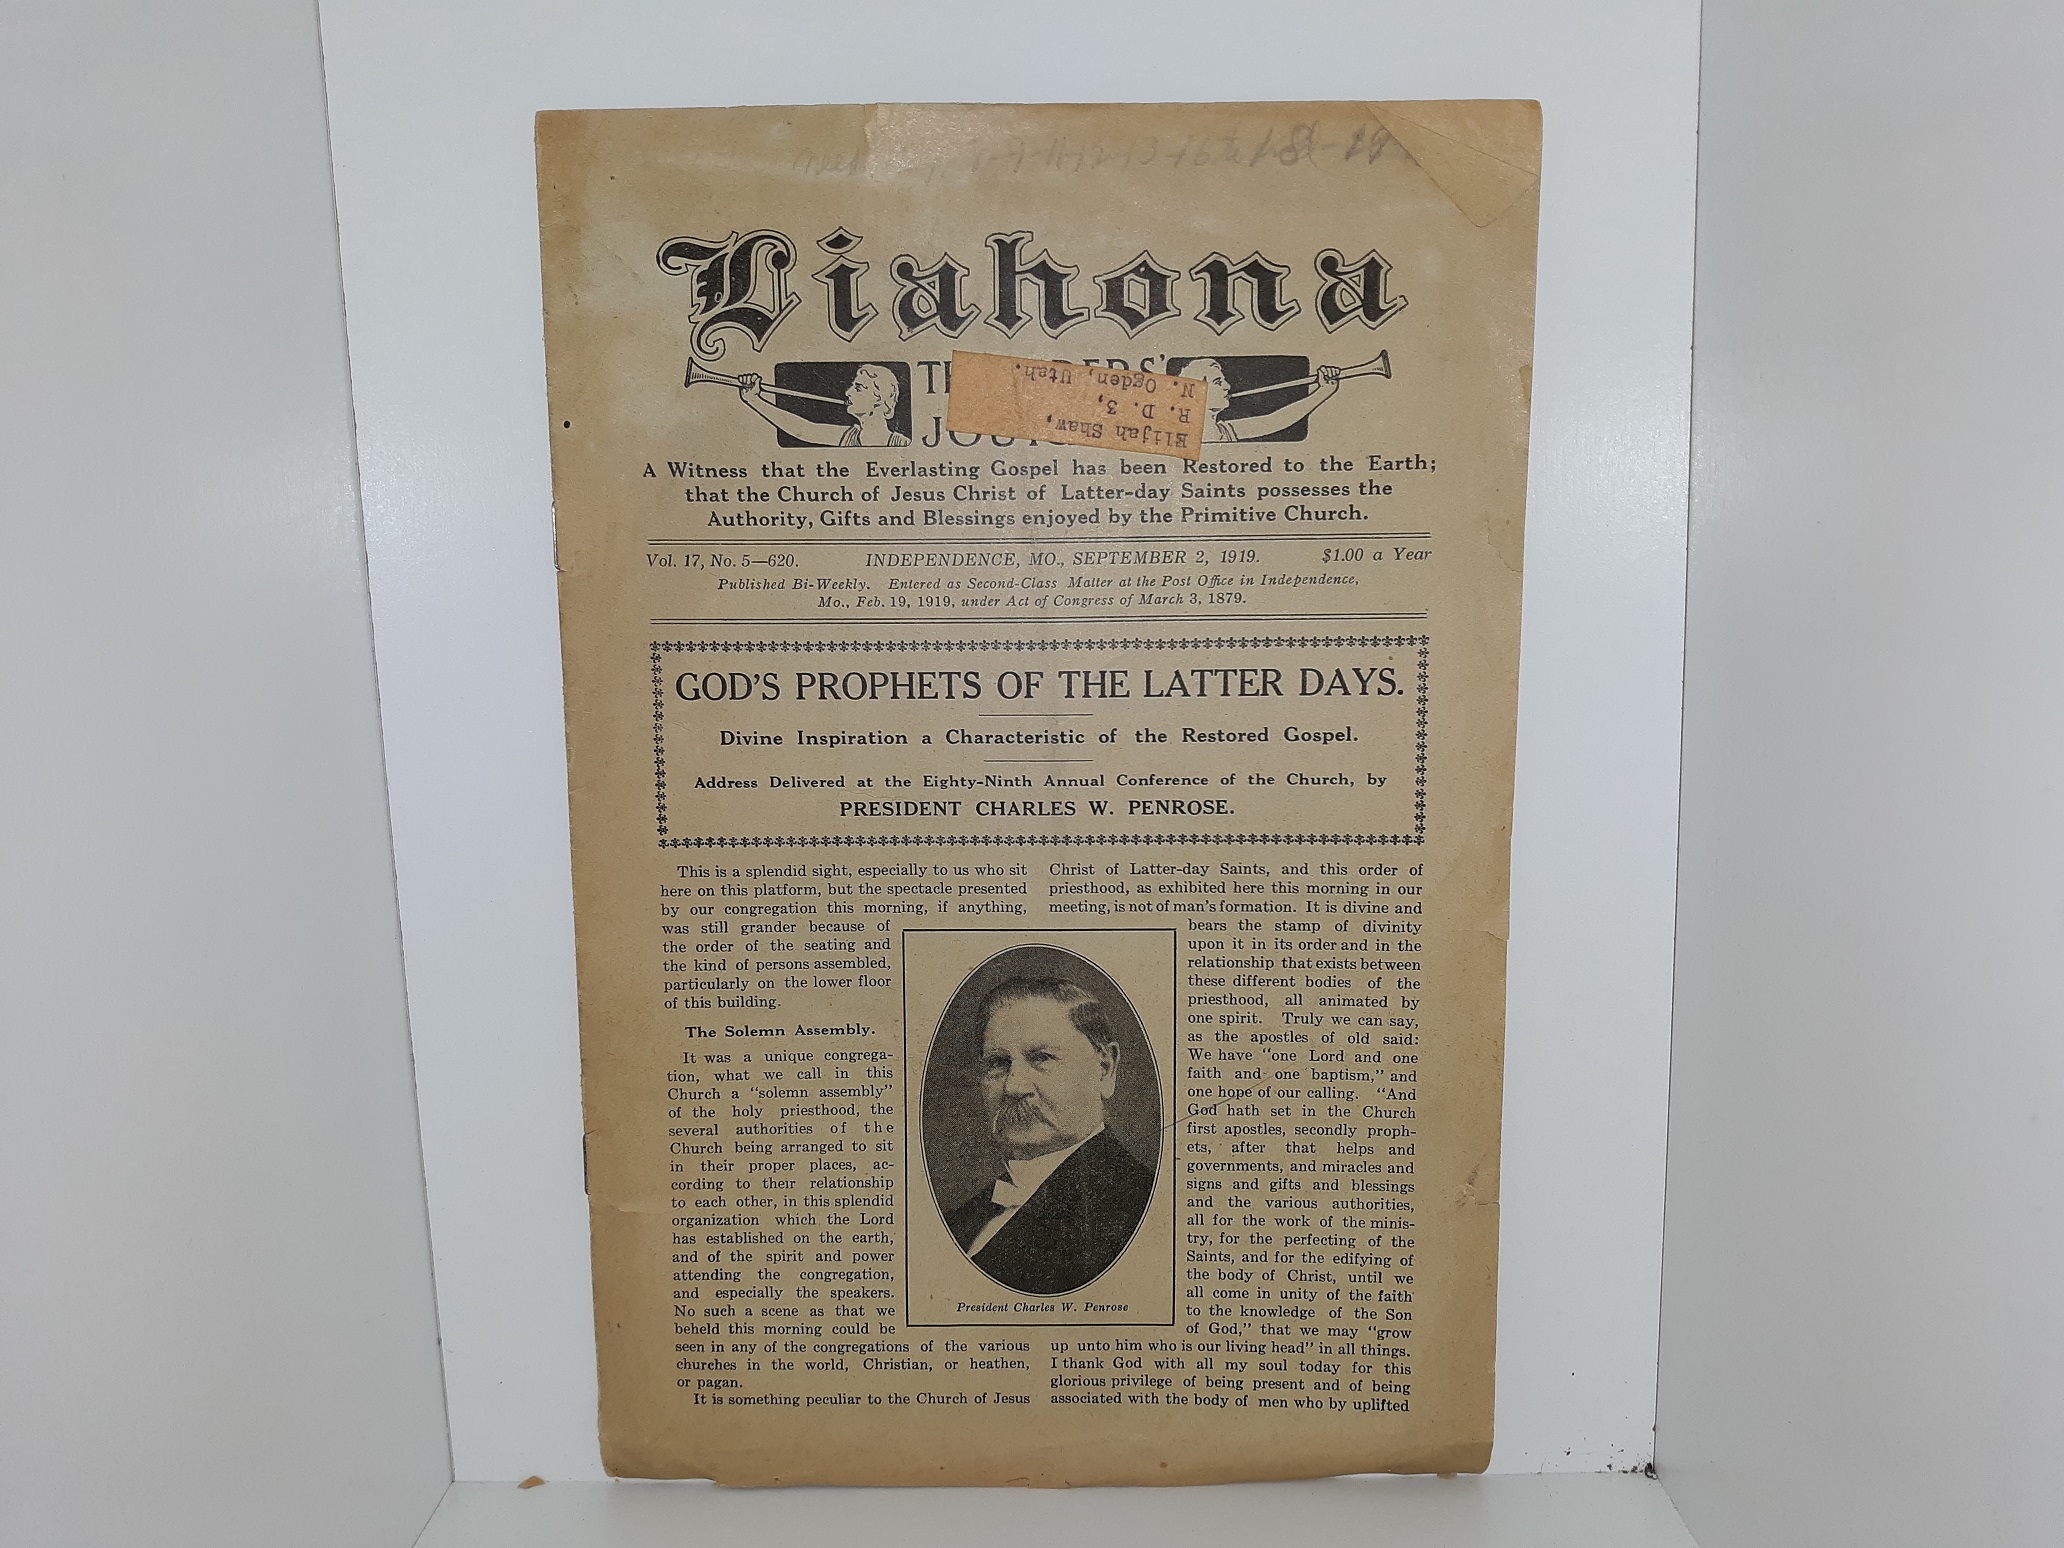 Liahona
THE ELDERS'
JOURNAL
Elijah Shaw,
R. D. 3,
N. Ogden, Utah.
A Witness that the Everlasting Gospel has been Restored to the Earth;
that the Church of Jesus Christ of Latter-day Saints possesses the
Authority, Gifts and Blessings enjoyed by the Primitive Church.
Vol. 17, No. 5—620. INDEPENDENCE, MO., SEPTEMBER 2, 1919. $1.00 a Year
Published Bi-Weekly. Entered as Second-Class Matter at the Post Office in Independence,
Mo., Feb. 19, 1919, under Act of Congress of March 3, 1879.
GOD'S PROPHETS OF THE LATTER DAYS.
Divine Inspiration a Characteristic of the Restored Gospel.
Address Delivered at the Eighty-Ninth Annual Conference of the Church, by
PRESIDENT CHARLES W. PENROSE.
This is a splendid sight, especially to us who sit
here on this platform, but the spectacle presented
by our congregation this morning, if anything,
was still grander because of
the order of the seating and
the kind of persons assembled,
particularly on the lower floor
of this building.
The Solemn Assembly.
It was a unique congrega-
tion, what we call in this
Church a "solemn assembly"
of the holy priesthood, the
several authorities of the
Church being arranged to sit
in their proper places, ac-
cording to their relationship
to each other, in this splendid
organization which the Lord
has established on the earth,
and of the spirit and power
attending the congregation,
and especially the speakers.
No such a scene as that we
beheld this morning could be
seen in any of the congregations of the various
churches in the world, Christian, or heathen,
or pagan.
It is something peculiar to the Church of Jesus
President Charles W. Penrose
Christ of Latter-day Saints, and this order of
priesthood, as exhibited here this morning in our
meeting, is not of man's formation. It is divine and
bears the stamp of divinity
upon it in its order and in the
relationship that exists between
these different bodies of the
priesthood, all animated by
one spirit. Truly we can say,
as the apostles of old said:
We have "one Lord and one
faith and one baptism," and
one hope of our calling. "And
God hath set in the Church
first apostles, secondly proph-
ets, after that helps and
governments, and miracles and
signs and gifts and blessings
and the various authorities,
all for the work of the minis-
try, for the perfecting of the
Saints, and for the edifying of
the body of Christ, until we
all come in unity of the faith
to the knowledge of the Son
of God," that we may "grow
up unto him who is our living head" in all things.
I thank God with all my soul today for this
glorious privilege of being present and of being
associated with the body of men who by uplifted